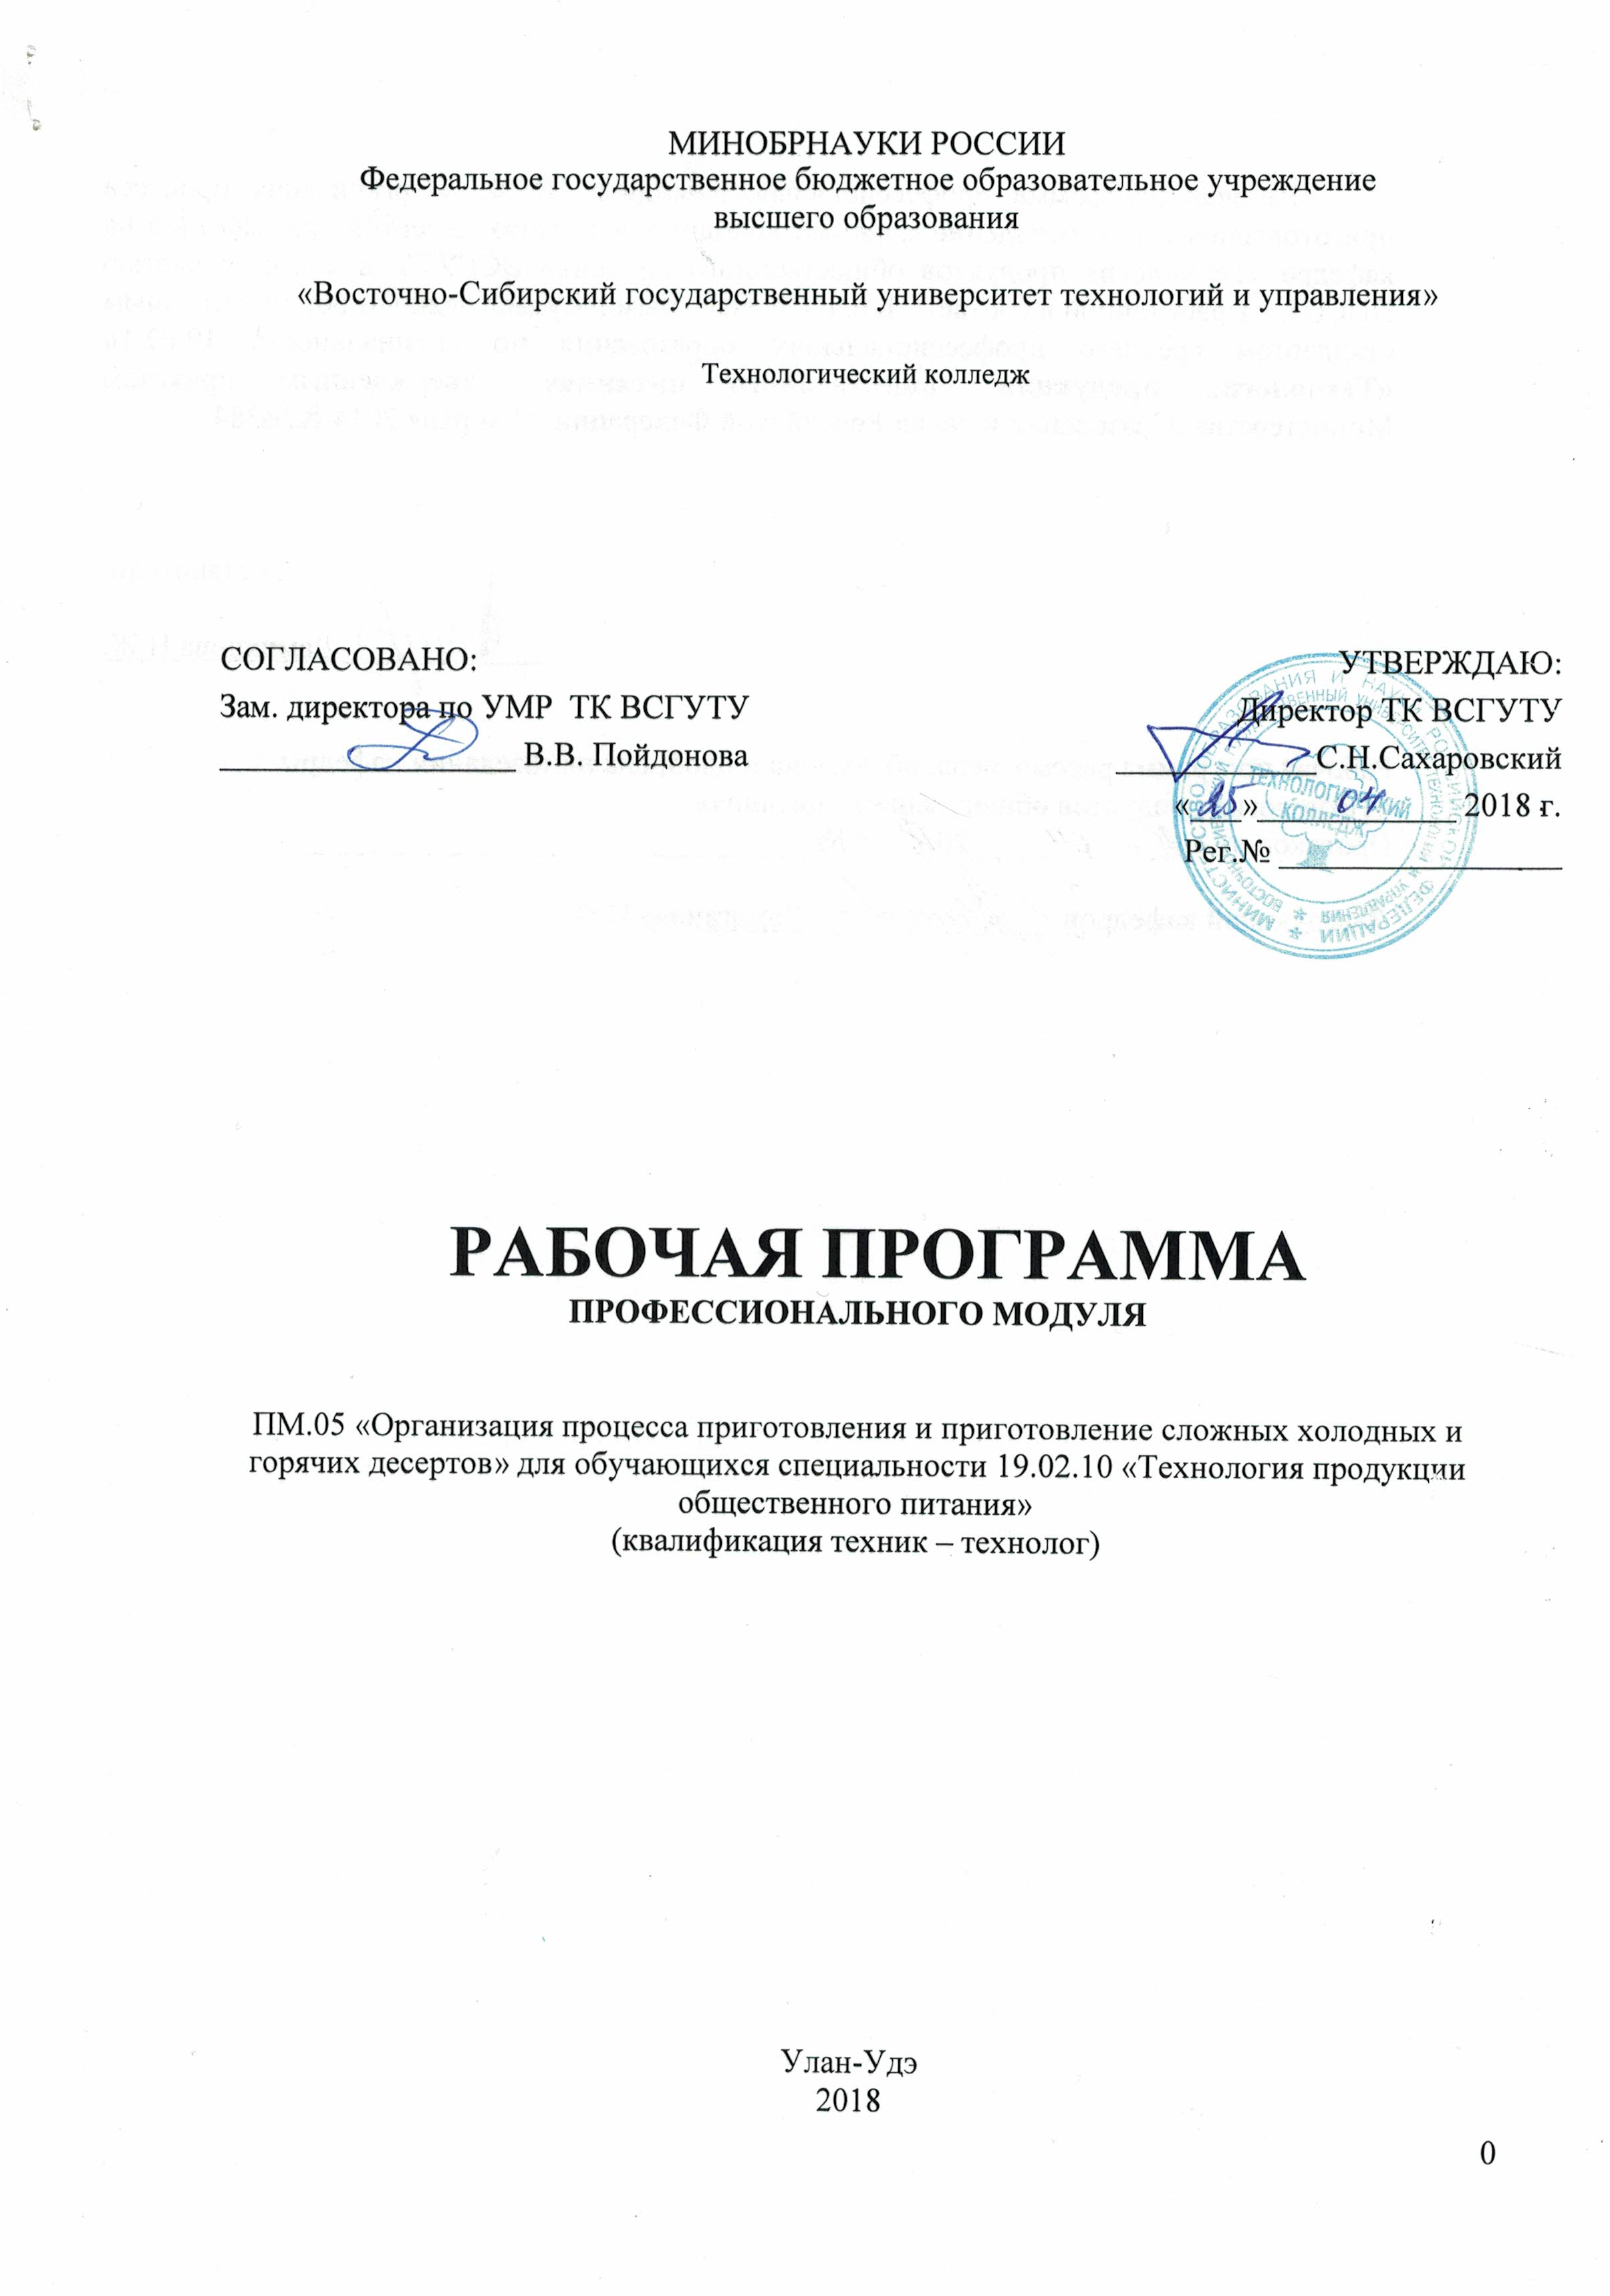 МИНОБРНАУКИ РОССИИ
Федеральное государственное бюджетное образовательное учреждение
высшего образования
«Восточно-Сибирский государственный университет технологий и управления»
Технологический колледж
СОГЛАСОВАНО:
Зам. директора по УМР ТК ВСГУТУ
В.В. Пойдонова
УТВЕРЖДАЮ:
Директор ТК ВСГУТУ
С.Н.Сахаровский
«25» 04 2018 г.
Рег.№
ТЕХНОЛОГИЧЕСКИЙ
КОЛЛЕДЖ
РАБОЧАЯ ПРОГРАММА
ПРОФЕССИОНАЛЬНОГО МОДУЛЯ
ПМ.05 «Организация процесса приготовления и приготовление сложных холодных и
горячих десертов» для обучающихся специальности 19.02.10 «Технология продукции
общественного питания»
(квалификация техник – технолог)
Улан-Удэ
2018
0